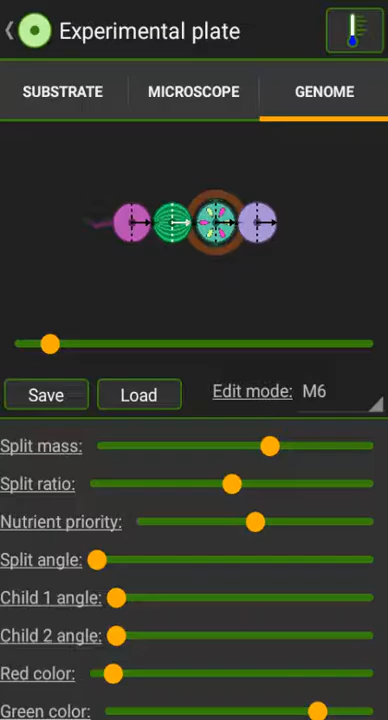 Experimental plate
SUBSTRATE MICROSCOPE GENOME
Save Load Edit mode: M6
Split mass:
Split ratio:
Nutrient priority:
Split angle:
Child 1 angle:
Child 2 angle:
Red color:
Green color: